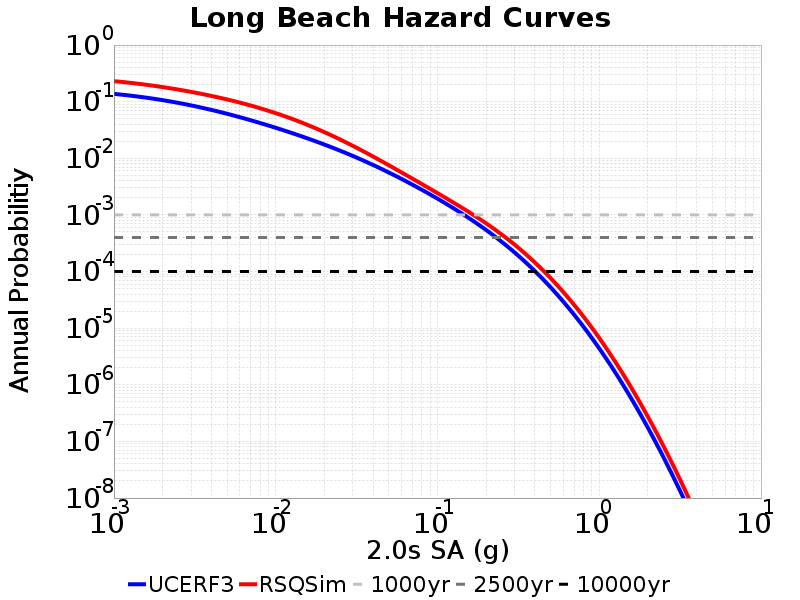 Long Beach Hazard Curves
10^0
10^-1
10^-2
10^-3
10^-4
10^-5
10^-6
10^-7
10^-8
Annual Probabilitiy
10^-3 10^-2 10^-1 10^0 10^1
2.0s SA (g)
UCERF3 RSQSim 1000yr 2500yr 10000yr